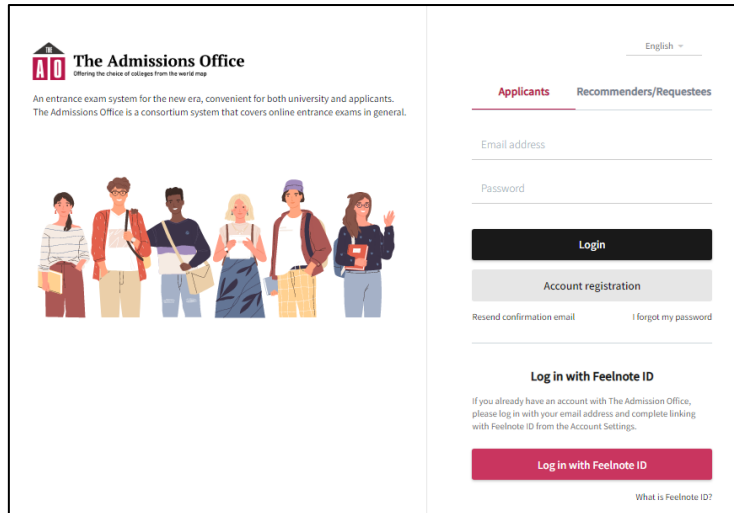 THE
AO
The Admissions Office
Offering the choice of colleges from the world map
An entrance exam system for the new era, convenient for both university and applicants.
The Admissions Office is a consortium system that covers online entrance exams in general.
English
Applicants Recommenders/Requestees
Email address
Password
Login
Account registration
Resend confirmation email I forgot my password
Log in with Feelnote ID
If you already have an account with The Admission Office,
please log in with your email address and complete linking
with Feelnote ID from the Account Settings.
Log in with Feelnote ID
What is Feelnote ID?